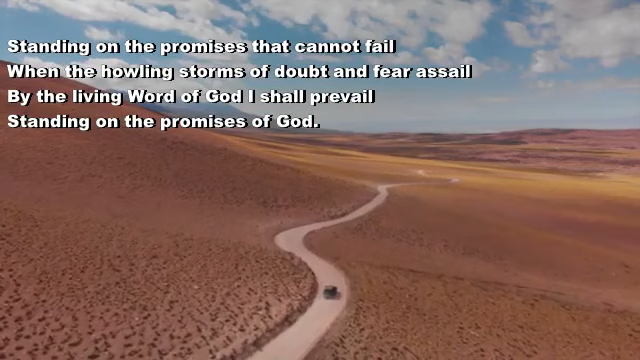 Standing on the promises that cannot fail
When the howling storms of doubt and fear assail
By the living Word of God I shall prevail
Standing on the promises of God.